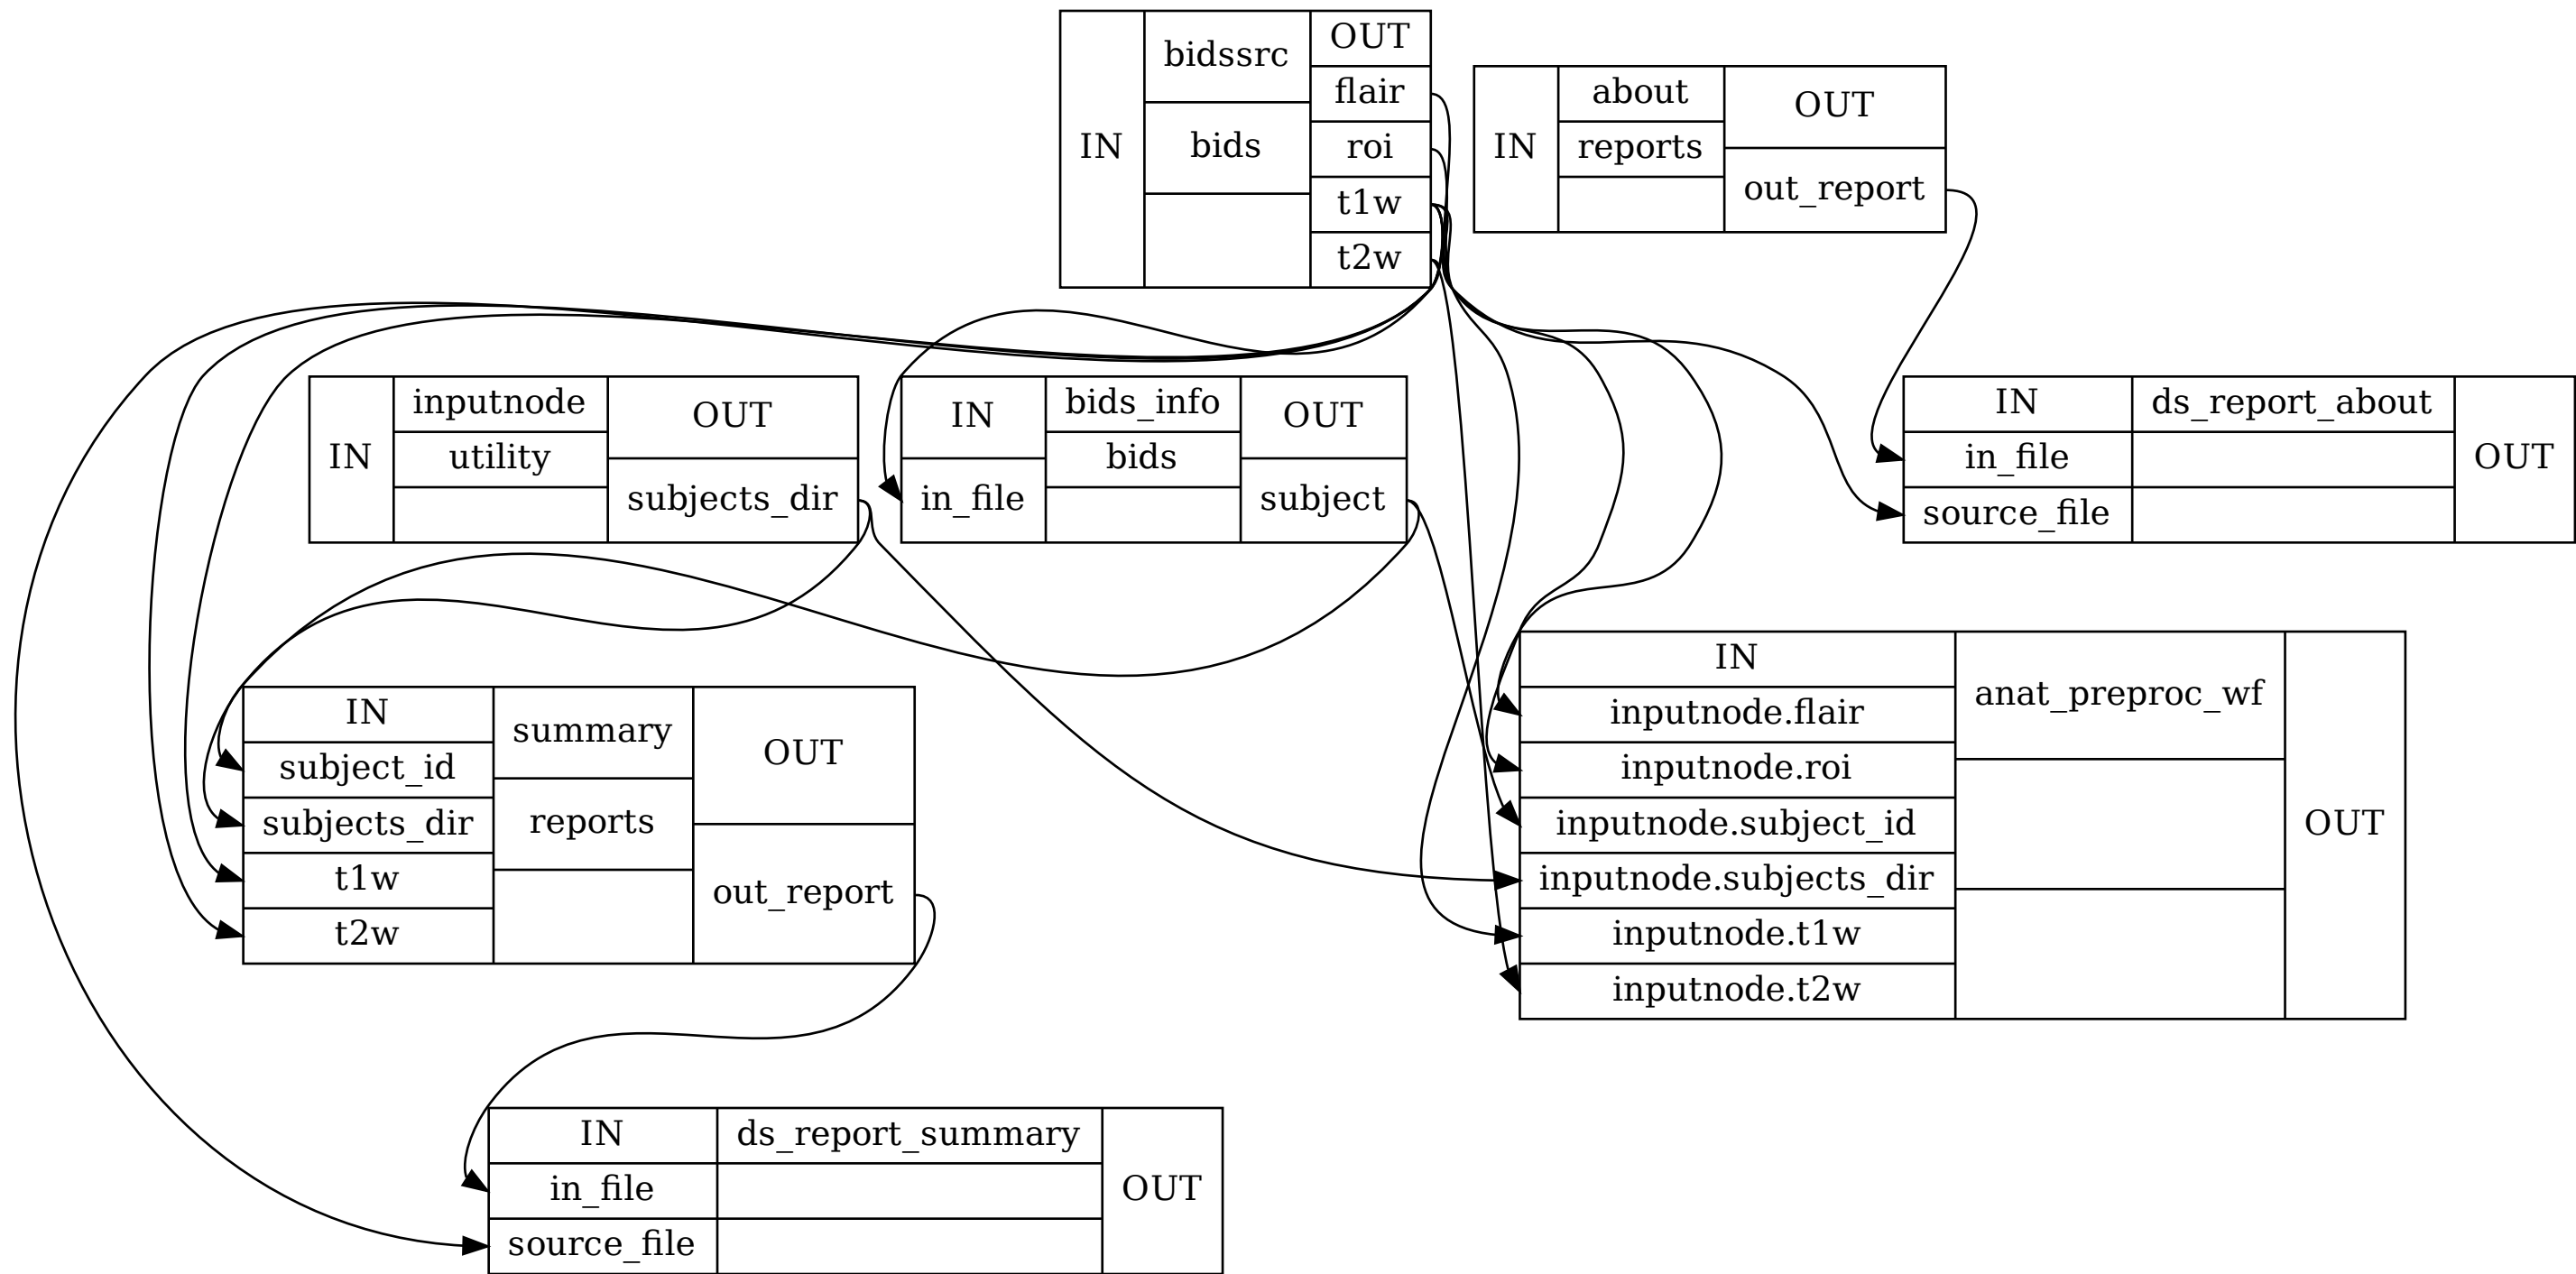 IN
bidssrc
bids
OUT
flair
roi
t1w
t2w
IN
about
reports
OUT
out_report
IN
inputnode
utility
OUT
subjects_dir
IN
in_file
bids_info
bids
OUT
subject
IN
in_file
source_file
ds_report_about
OUT
IN
subject_id
subjects_dir
t1w
t2w
summary
reports
OUT
out_report
IN
inputnode.flair
inputnode.roi
inputnode.subject_id
inputnode.subjects_dir
inputnode.t1w
inputnode.t2w
anat_preproc_wf
OUT
IN
in_file
source_file
ds_report_summary
OUT